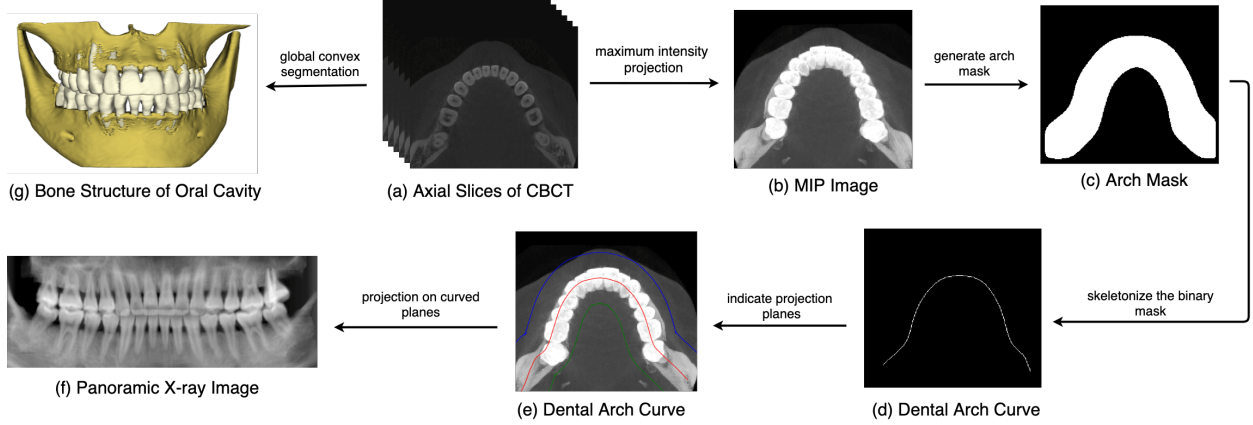 global convex
segmentation
maximum intensity
projection
generate arch
mask
(g) Bone Structure of Oral Cavity
(a) Axial Slices of CBCT
(b) MIP Image
(c) Arch Mask
projection on curved
planes
indicate projection
planes
skeletonize the binary
mask
(f) Panoramic X-ray Image
(e) Dental Arch Curve
(d) Dental Arch Curve